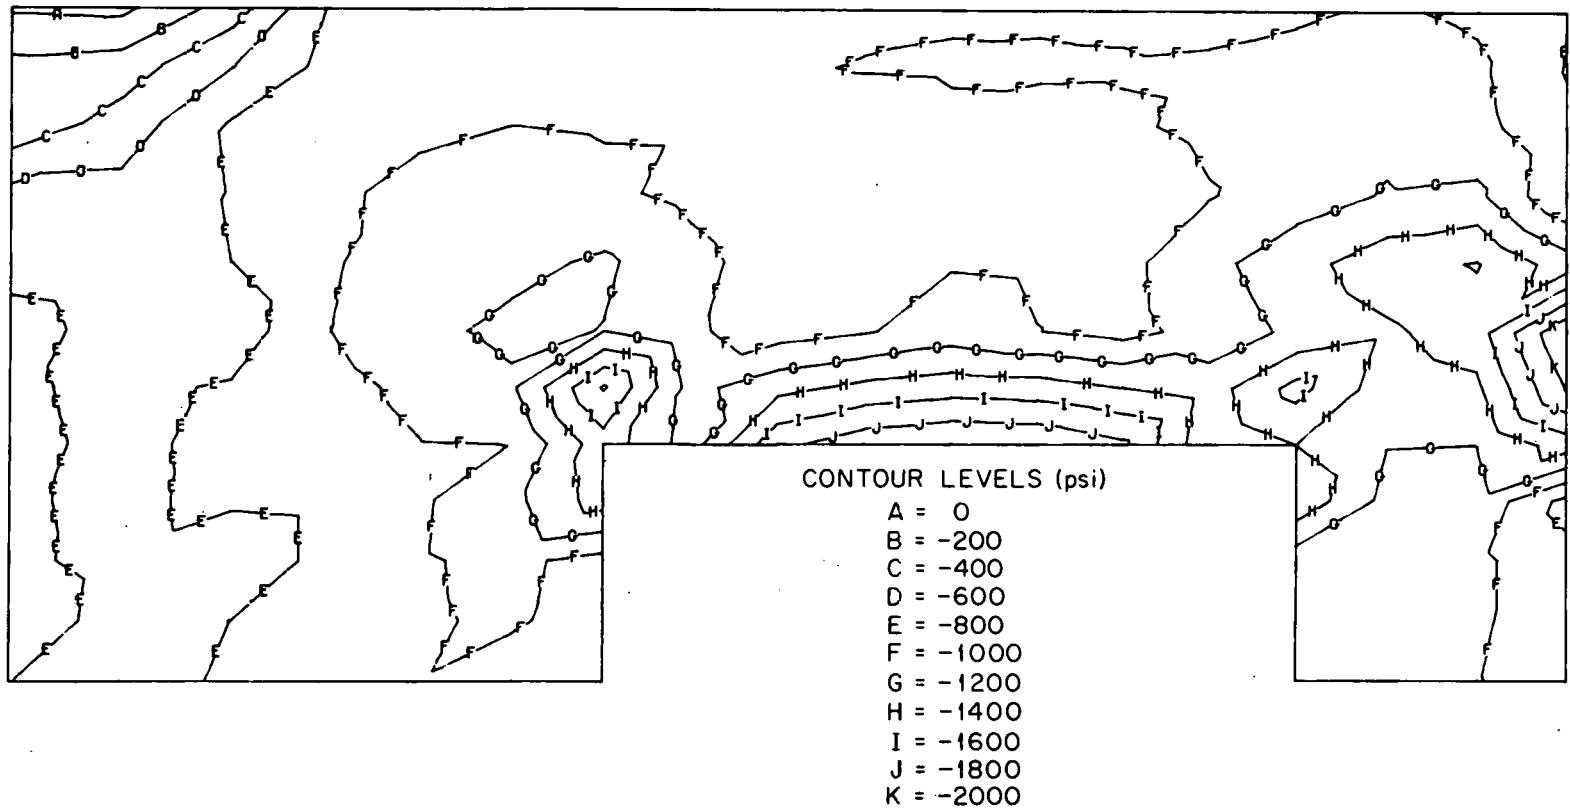 CONTOUR LEVELS (psi)
A = 0
B = -200
C = -400
D = -600
E = -800
F = -1000
G = -1200
H = -1400
I = -1600
J = -1800
K = -2000